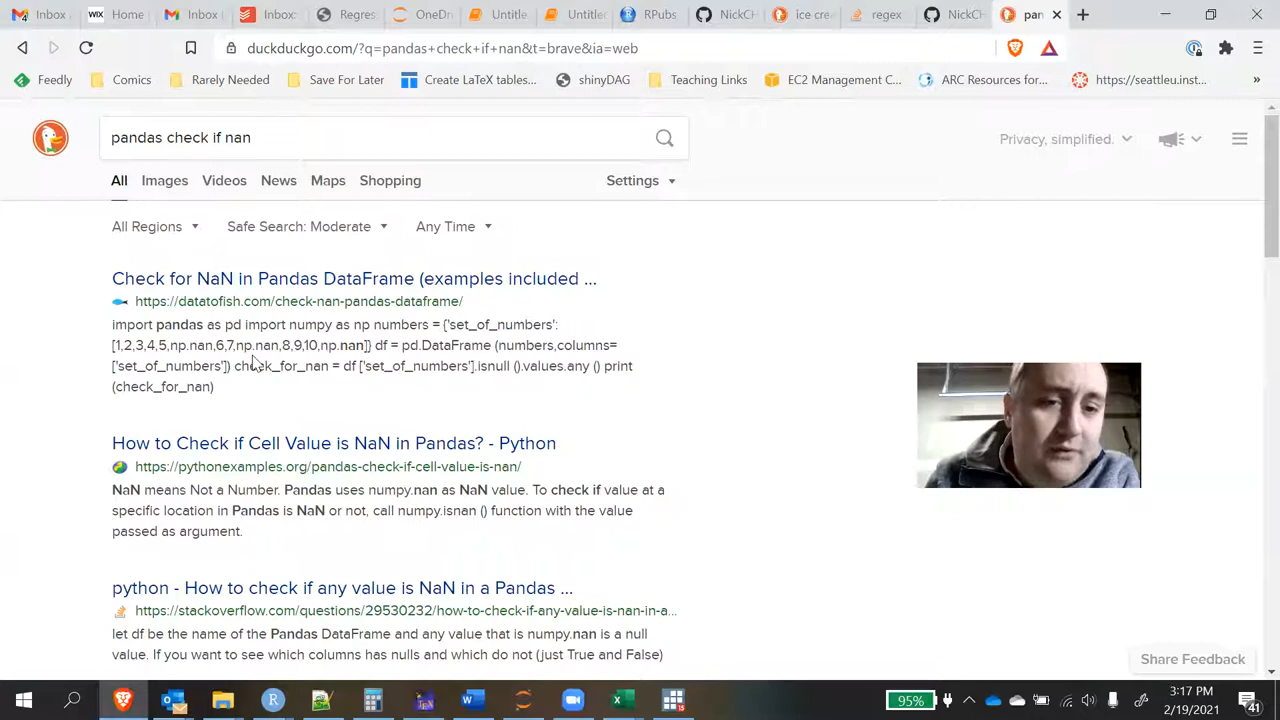 Inbox
Home
Inbox
Inbox:
Regres
OneDr
Untitle
Untitle
RPubs
NickCH
ice crea
regex
NickCH
pan
duckduckgo.com/?q=pandas+check+if+nan&t=brave&ia=web
Feedly
Comics
Rarely Needed
Save For Later
Create LaTeX tables...
shinyDAG
Teaching Links
EC2 Management C...
ARC Resources for...
https://seattleu.inst...
»
pandas check if nan
Privacy, simplified.
All
Images
Videos
News
Maps
Shopping
Settings
All Regions
Safe Search: Moderate
Any Time
Check for NaN in Pandas DataFrame (examples included ...
https://datatofish.com/check-nan-pandas-dataframe/
import pandas as pd import numpy as np numbers = {'set_of_numbers':
[1,2,3,4,5,np.nan,6,7,np.nan,8,9,10,np.nan]} df = pd.DataFrame (numbers,columns=
['set_of_numbers']) check_for_nan = df ['set_of_numbers'].isnull ().values.any () print
(check_for_nan)
How to Check if Cell Value is NaN in Pandas? - Python
https://pythonexamples.org/pandas-check-if-cell-value-is-nan/
NaN means Not a Number. Pandas uses numpy.nan as NaN value. To check if value at a
specific location in Pandas is NaN or not, call numpy.isnan () function with the value
passed as argument.
python - How to check if any value is NaN in a Pandas ...
https://stackoverflow.com/questions/29530232/how-to-check-if-any-value-is-nan-in-a...
let df be the name of the Pandas DataFrame and any value that is numpy.nan is a null
value. If you want to see which columns has nulls and which do not (just True and False)
Share Feedback
95%
3:17 PM
2/19/2021
41